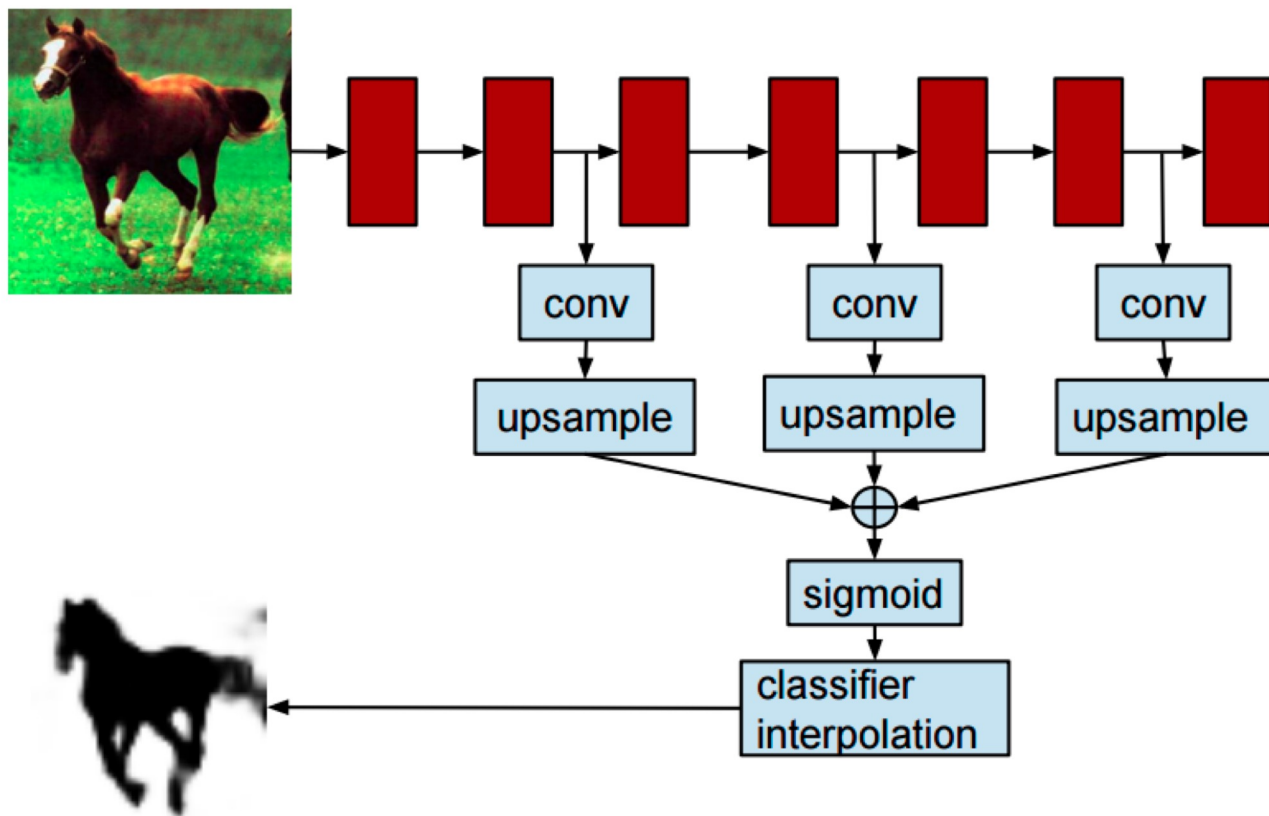 conv
conv
conv
upsample
upsample
upsample
sigmoid
classifier
interpolation